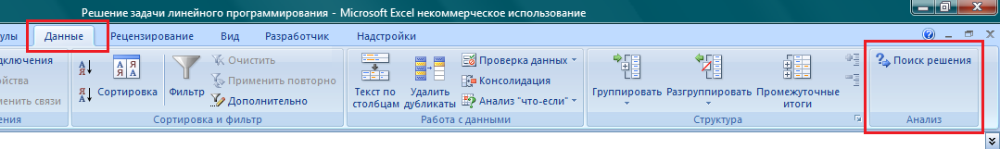 Решение задачи линейного программирования - Microsoft Excel некоммерческое использование
улы Данные Рецензирование Вид Разработчик Надстройки
дключения
йства
менить связи
ения
А Я
Я А
Сортировка
Фильтр
Очистить
Применить повторно
Дополнительно
Сортировка и фильтр
Текст по столбцам
Удалить дубликаты
Проверка данных
Консолидация
Анализ "что-если"
Работа с данными
Группировать
Разгруппировать
Промежуточные итоги
Структура
Поиск решения
Анализ